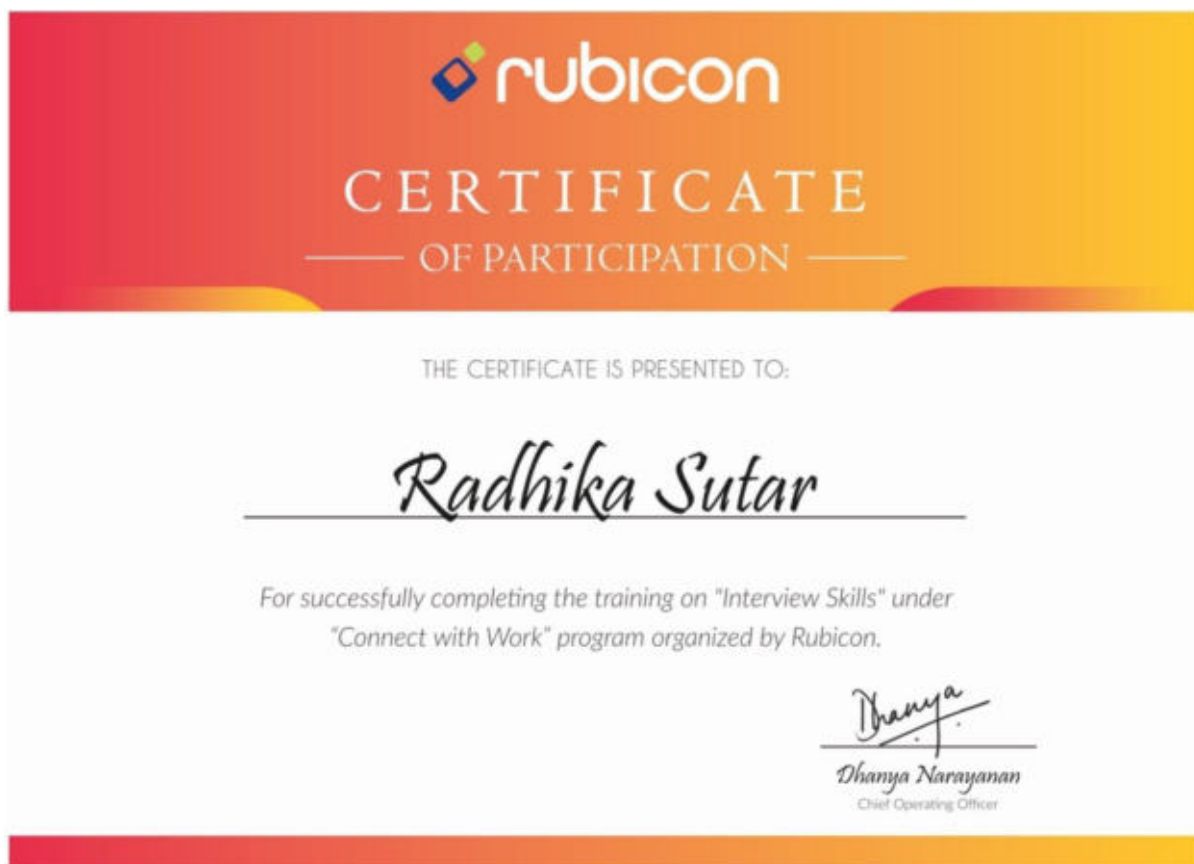 rubicon
CERTIFICATE
OF PARTICIPATION
THE CERTIFICATE IS PRESENTED TO:
Radhika Sutar
For successfully completing the training on "Interview Skills" under
"Connect with Work" program organized by Rubicon.
Dhanya
Dhanya Narayanan
Chief Operating Officer